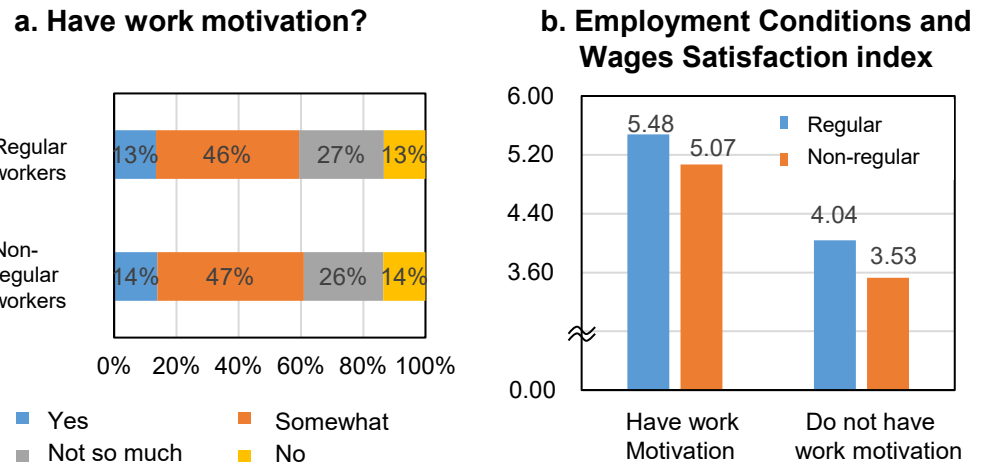 a. Have work motivation?
Regular
workers
13% 46% 27% 13%
Non-
regular
workers
14% 47% 26% 14%
0% 20% 40% 60% 80% 100%
Yes Somewhat
Not so much No
b. Employment Conditions and
Wages Satisfaction index
6.00
5.20
4.40
3.60
0.00
Regular
Non-regular
5.48
5.07
4.04
3.53
Have work
Motivation
Do not have
work motivation